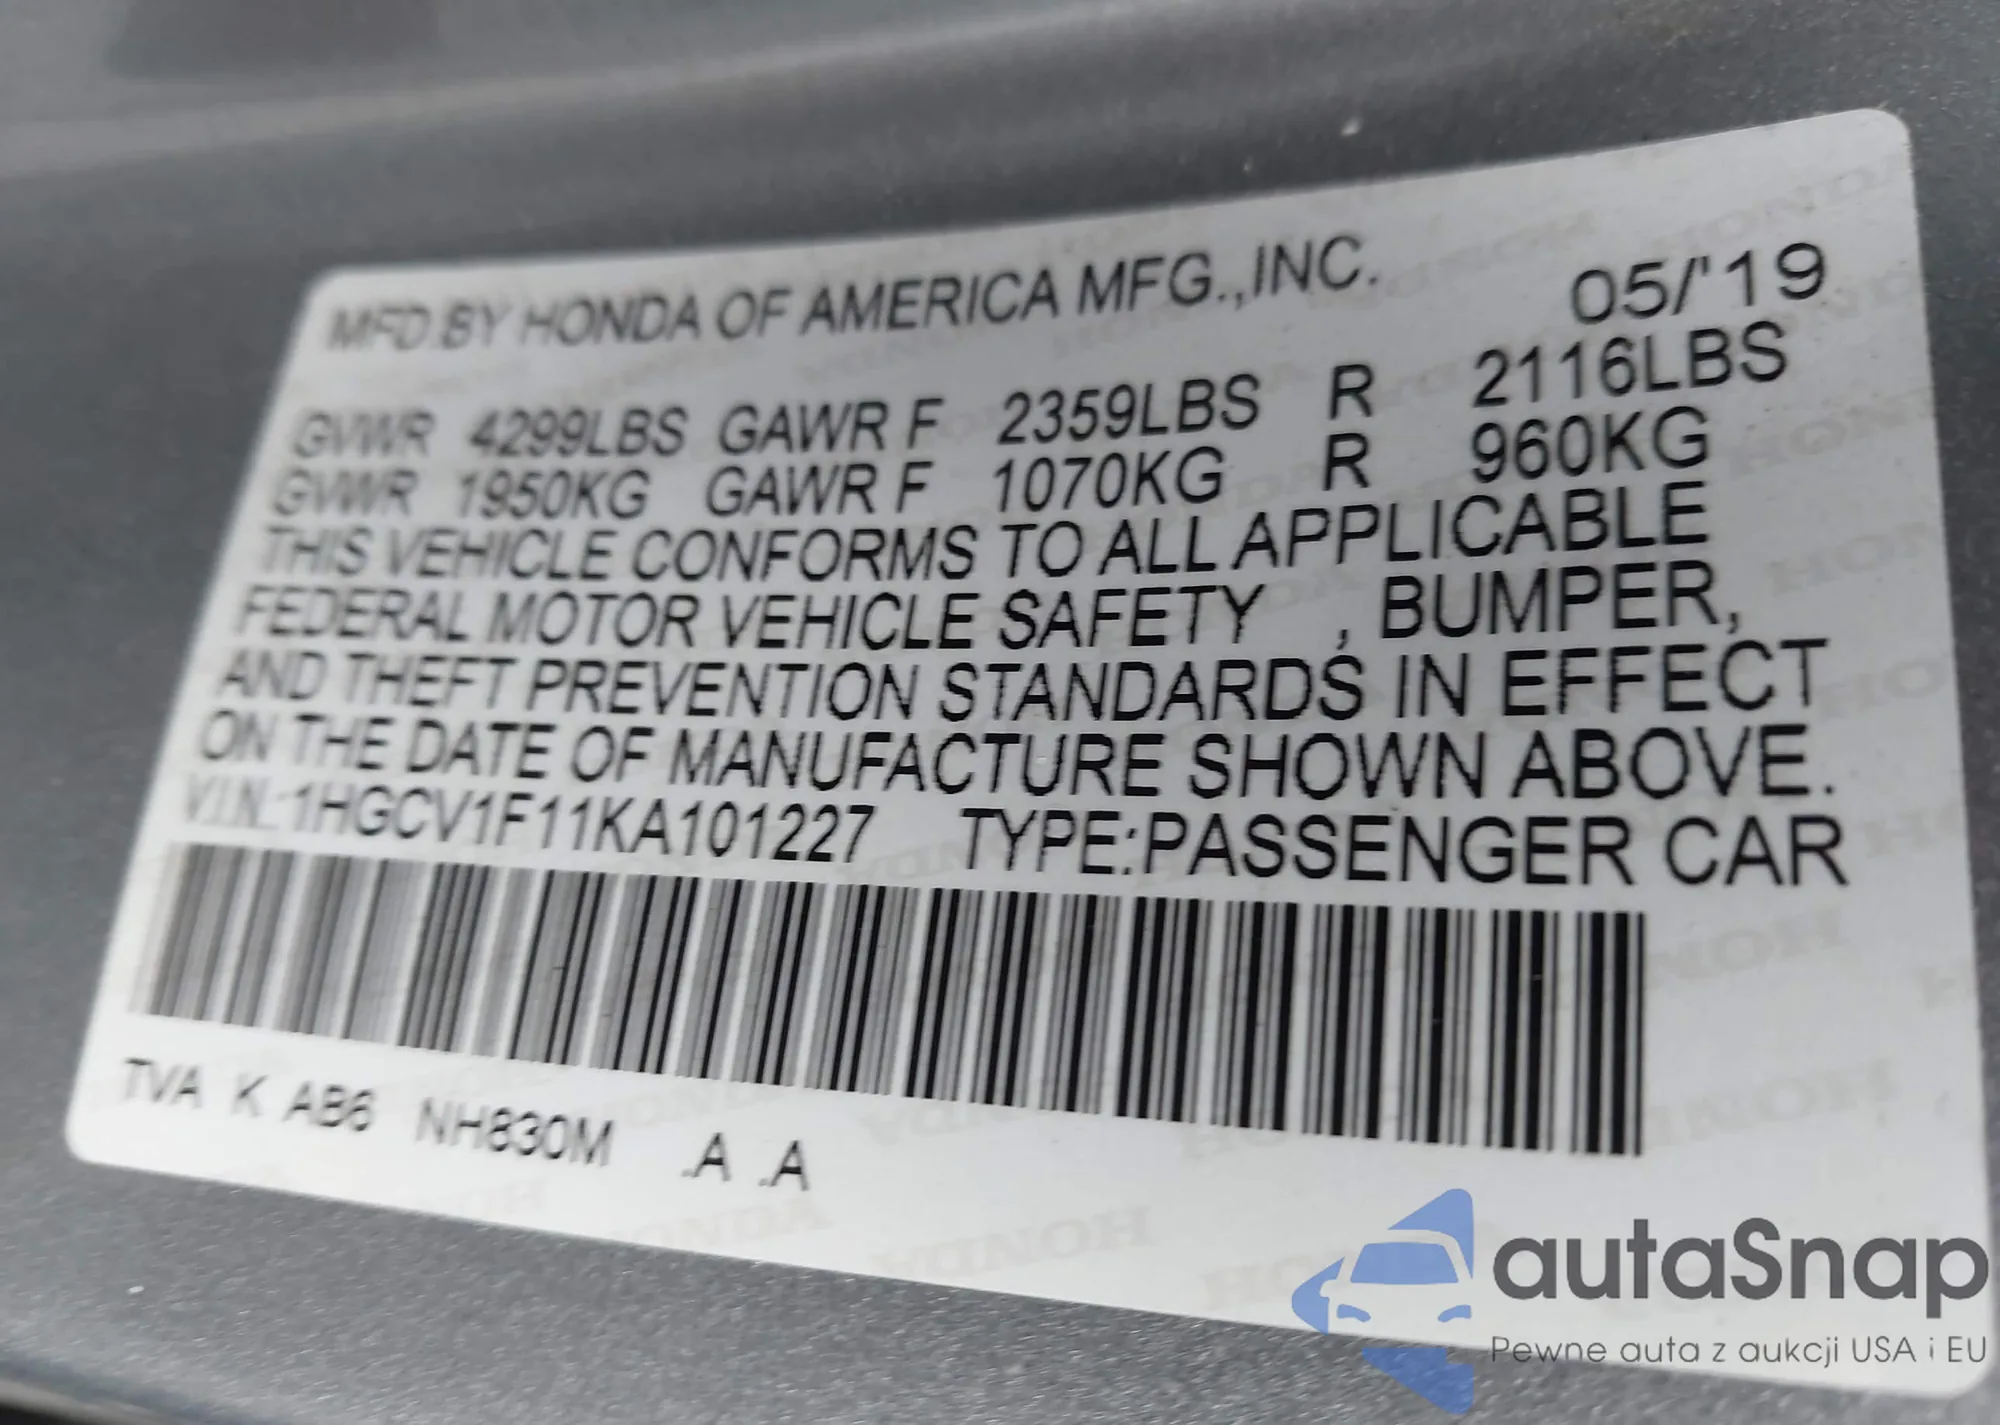 MFD.BY HONDA OF AMERICA MFG.,INC. 05/'19
GVWR 4299LBS GAWR F 2359LBS R 2116LBS
GVWR 1950KG GAWR F 1070KG R 960KG
THIS VEHICLE CONFORMS TO ALL APPLICABLE
FEDERAL MOTOR VEHICLE SAFETY , BUMPER,
AND THEFT PREVENTION STANDARDS IN EFFECT
ON THE DATE OF MANUFACTURE SHOWN ABOVE.
V.I.N.:1HGCV1F11KA101227 TYPE:PASSENGER CAR
TVA K AB6 NH830M .A .A
autaSnap
Pewne auta z aukcji USA i EU